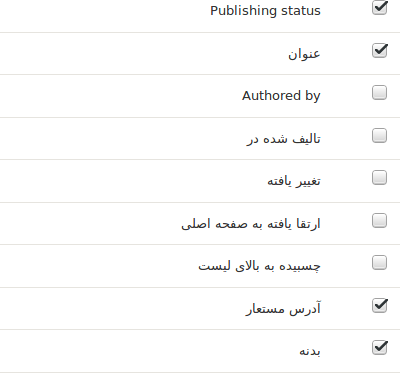 Publishing status
عنوان
Authored by
تالیف شده در
تغییر یافته
ارتقا یافته به صفحه اصلی
چسبیده به بالای لیست
آدرس مستعار
بدنه